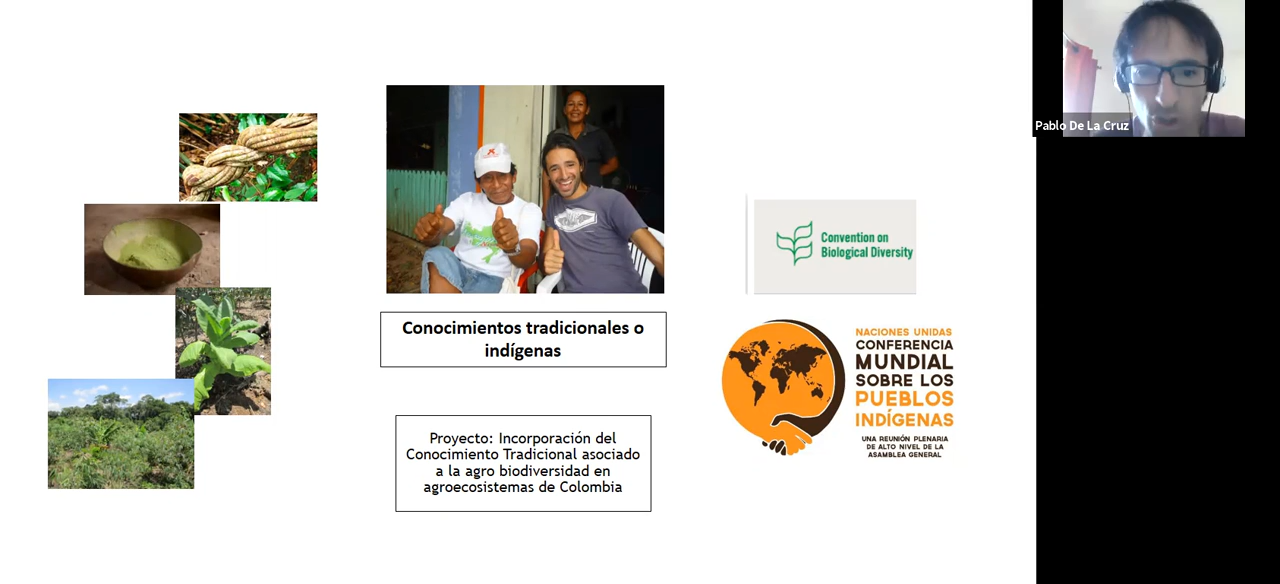 Pablo De La Cruz
Conocimientos tradicionales o
indígenas
Proyecto: Incorporación del
Conocimiento Tradicional asociado
a la agro biodiversidad en
agroecosistemas de Colombia
Convention on
Biological Diversity
NACIONES UNIDAS
CONFERENCIA
MUNDIAL
SOBRE LOS
PUEBLOS
INDÍGENAS
UNA REUNIÓN PLENARIA
DE ALTO NIVEL DE LA
ASAMBLEA GENERAL